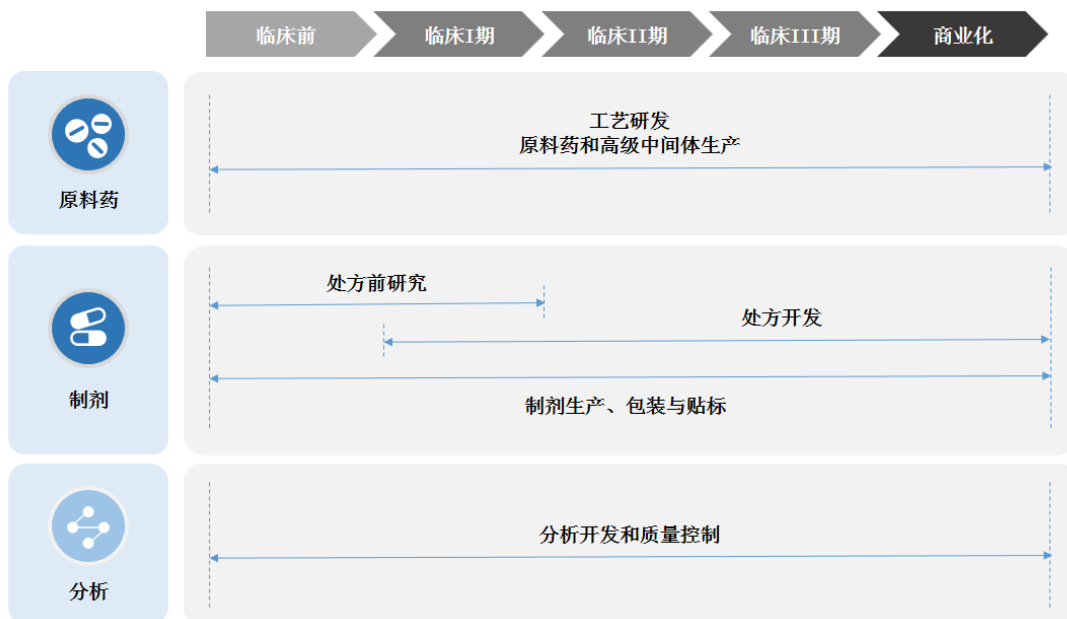 临床前
临床I期
临床II期
临床III期
商业化
原料药
工艺研发
原料药和高级中间体生产
制剂
处方前研究
处方开发
制剂生产、包装与贴标
分析
分析开发和质量控制